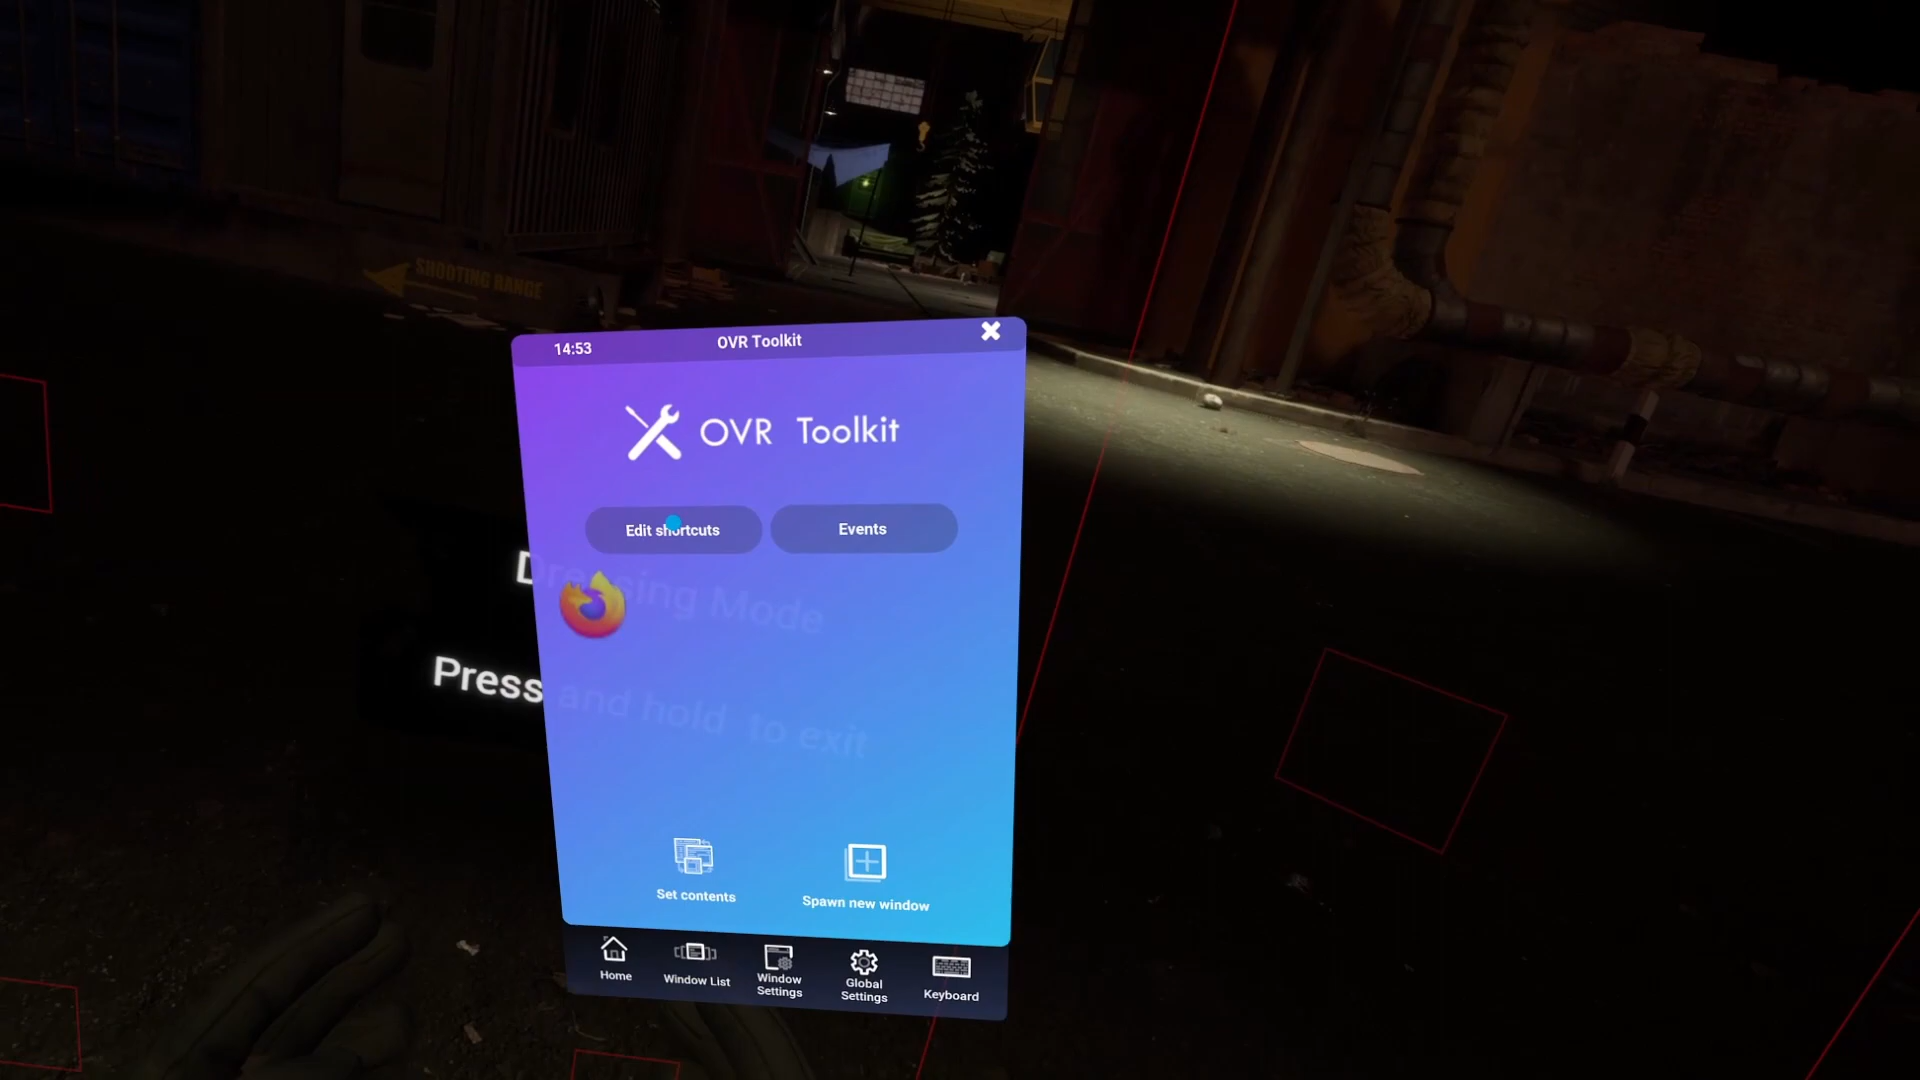 SHOOTING RANGE
14:53
OVR Toolkit
OVR Toolkit
Edit shortcuts
Events
Dressing Mode
Press and hold to exit
Set contents
Spawn new window
Home
Window List
Window Settings
Global Settings
Keyboard